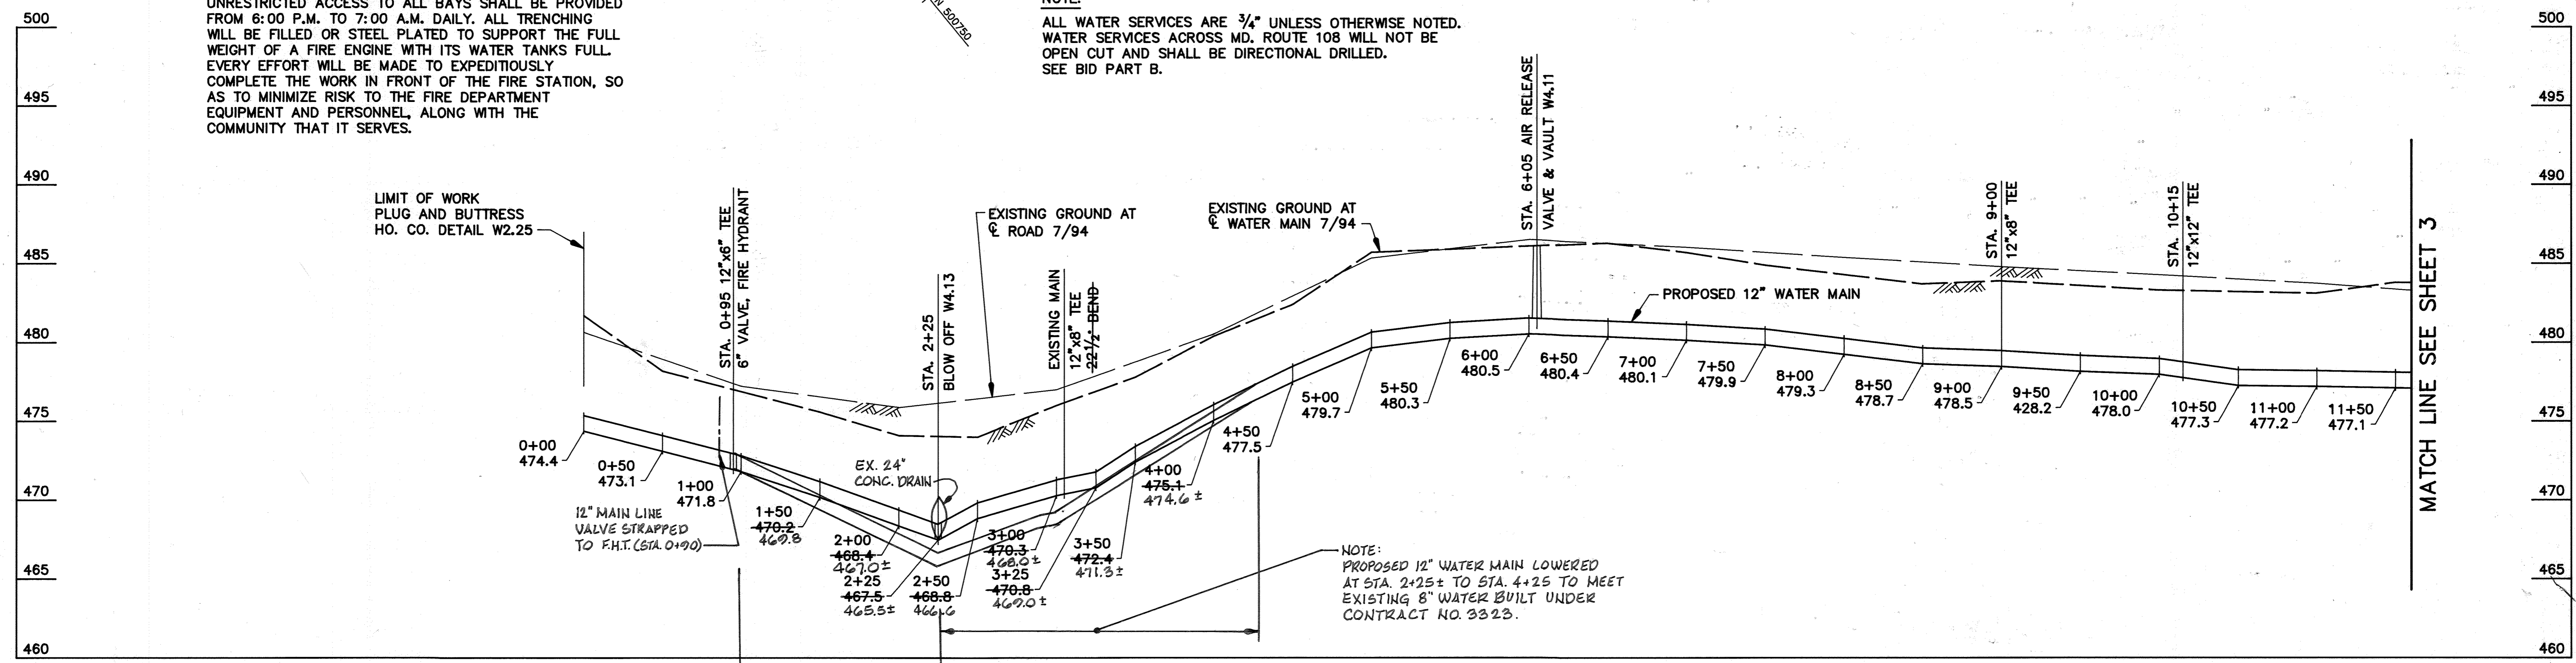 UNRESTRICTED ACCESS TO ALL BAYS SHALL BE PROVIDED
FROM 6:00 P.M. TO 7:00 A.M. DAILY. ALL TRENCHING
WILL BE FILLED OR STEEL PLATED TO SUPPORT THE FULL
WEIGHT OF A FIRE ENGINE WITH ITS WATER TANKS FULL.
EVERY EFFORT WILL BE MADE TO EXPEDITIOUSLY
COMPLETE THE WORK IN FRONT OF THE FIRE STATION, SO
AS TO MINIMIZE RISK TO THE FIRE DEPARTMENT
EQUIPMENT AND PERSONNEL, ALONG WITH THE
COMMUNITY THAT IT SERVES.
N 500750
NOTE:
ALL WATER SERVICES ARE 3/4" UNLESS OTHERWISE NOTED.
WATER SERVICES ACROSS MD. ROUTE 108 WILL NOT BE
OPEN CUT AND SHALL BE DIRECTIONAL DRILLED.
SEE BID PART B.
500
495
490
485
480
475
470
465
460
500
495
490
485
480
475
470
465
460
LIMIT OF WORK
PLUG AND BUTTRESS
HO. CO. DETAIL W2.25
STA. 0+95 12"x6" TEE
6" VALVE, FIRE HYDRANT
STA. 2+25
BLOW OFF W4.13
EXISTING GROUND AT
℄ ROAD 7/94
EXISTING MAIN
12"x8" TEE
22 1/2° BEND
EXISTING GROUND AT
℄ WATER MAIN 7/94
STA. 6+05 AIR RELEASE
VALVE & VAULT W4.11
PROPOSED 12" WATER MAIN
STA. 9+00
12"x8" TEE
STA. 10+15
12"x12" TEE
MATCH LINE SEE SHEET 3
EX. 24"
CONC. DRAIN
12" MAIN LINE
VALVE STRAPPED
TO F.H.T. (STA. 0+90)
0+00
474.4
0+50
473.1
1+00
471.8
1+50
470.2
469.8
2+00
468.4
467.0±
2+25
467.5
465.5±
2+50
468.8
466.6
3+00
470.3
468.0±
3+25
470.8
469.0±
3+50
472.4
471.3±
4+00
475.1
474.6±
4+50
477.5
5+00
479.7
5+50
480.3
6+00
480.5
6+50
480.4
7+00
480.1
7+50
479.9
8+00
479.3
8+50
478.7
9+00
478.5
9+50
428.2
10+00
478.0
10+50
477.3
11+00
477.2
11+50
477.1
NOTE:
PROPOSED 12" WATER MAIN LOWERED
AT STA. 2+25± TO STA. 4+25 TO MEET
EXISTING 8" WATER BUILT UNDER
CONTRACT NO. 3323.